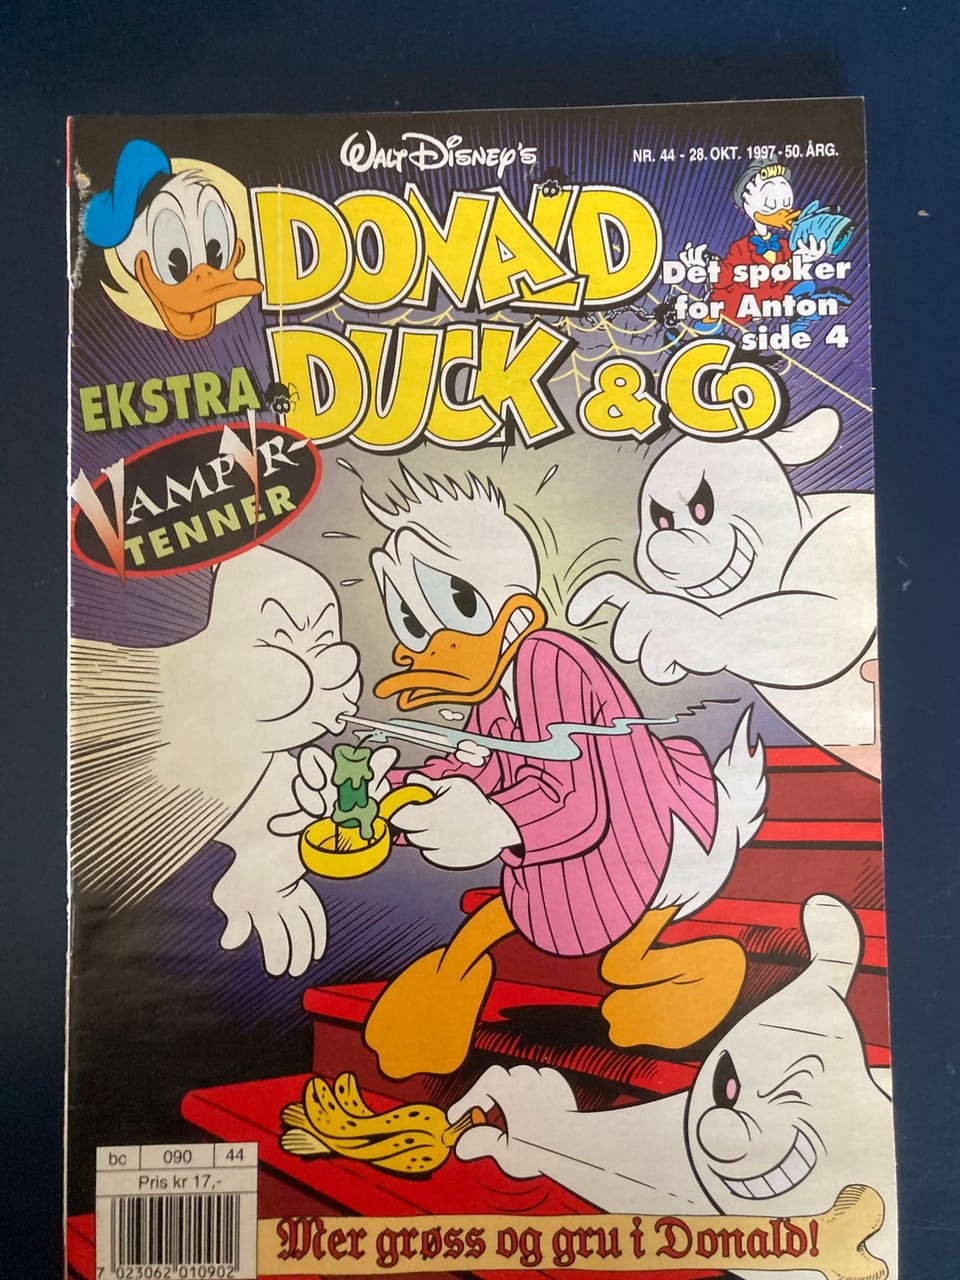 Walt Disney's
NR. 44 - 28. OKT. 1997 - 50. ÅRG.
DONALD
DUCK & Co
Det spøker
for Anton
side 4
EKSTRA
VAMPYR-
TENNER
bc 090 44
Pris kr 17,-
7 023062 010902
Mer grøss og gru i Donald!